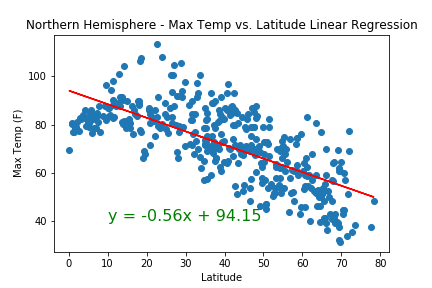 Northern Hemisphere - Max Temp vs. Latitude Linear Regression
100
80
60
40
Max Temp (F)
y = -0.56x + 94.15
0 10 20 30 40 50 60 70 80
Latitude